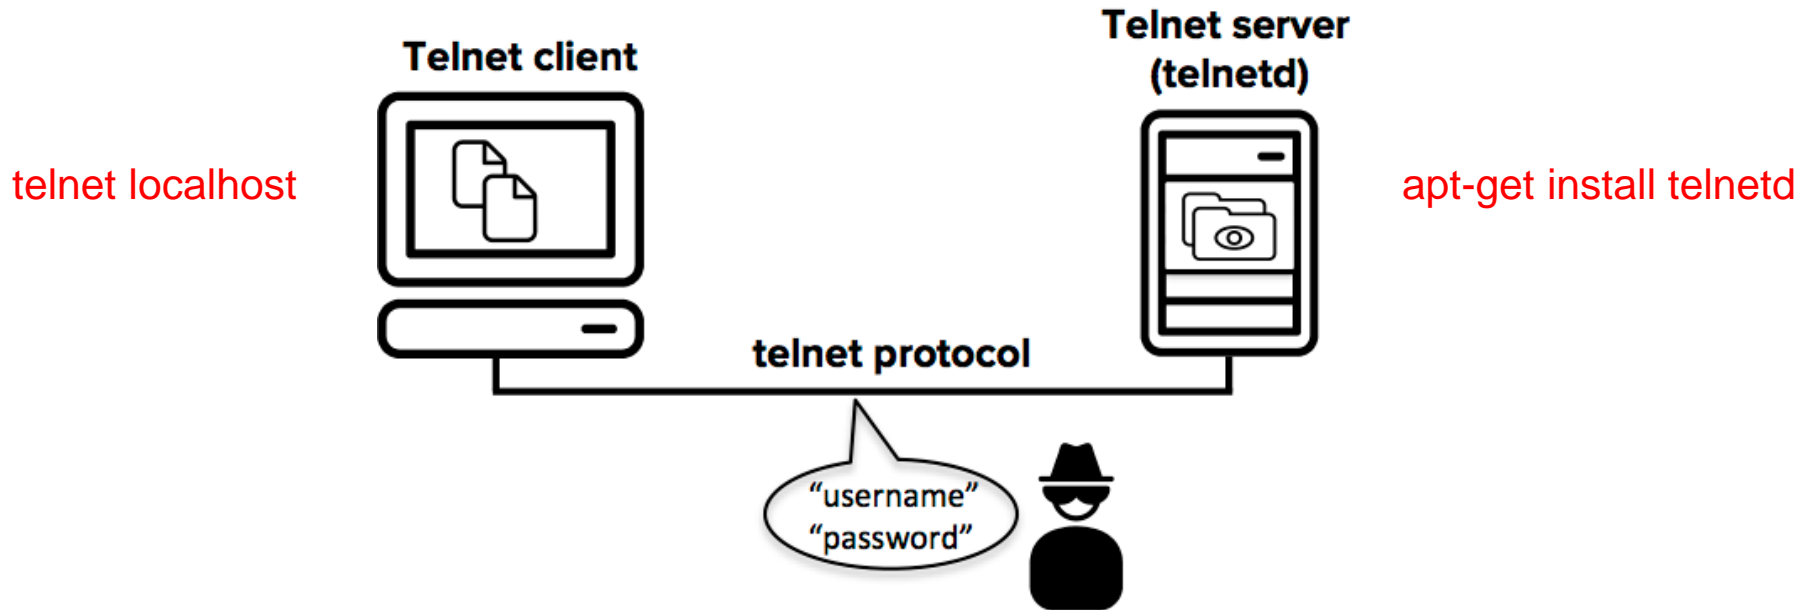 Telnet client
Telnet server
(telnetd)
telnet localhost
apt-get install telnetd
telnet protocol
“username”
“password”